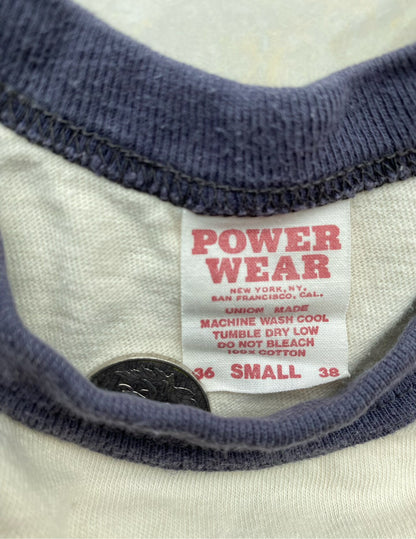 POWER
WEAR
NEW YORK, NY.
SAN FRANCISCO, CAL.
UNION MADE
MACHINE WASH COOL
TUMBLE DRY LOW
DO NOT BLEACH
100% COTTON
36 SMALL 38